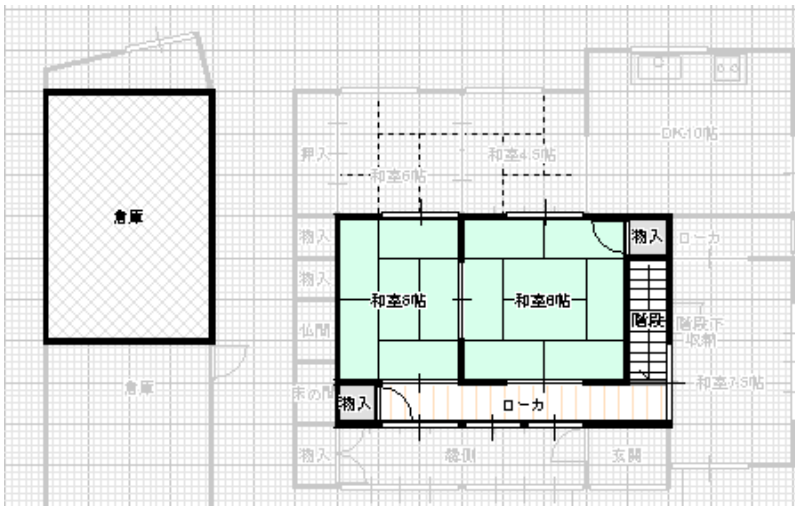 DK10帖
押入
和室4.5帖
和室6帖
倉庫
物入
物入
ローカ
物入
和室6帖
和室8帖
階段
階段下
収納
仏間
倉庫
和室7.5帖
床の間
物入
ローカ
物入
縁側
玄関